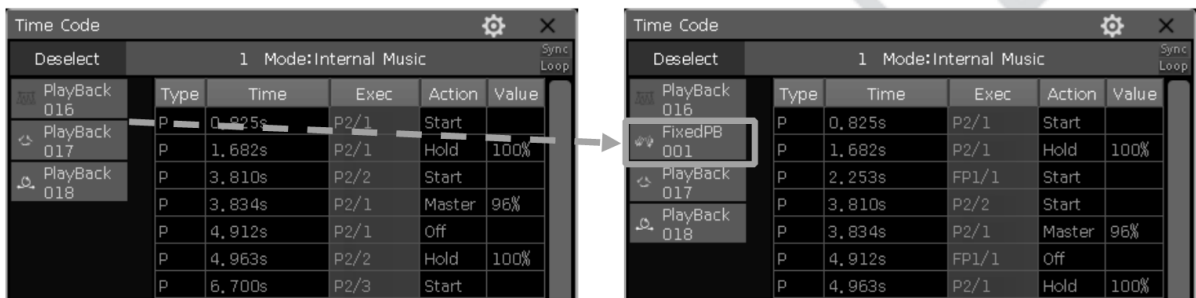 Time Code
Deselect 1 Mode:Internal Music Sync Loop
PlayBack 016
PlayBack 017
PlayBack 018
Type Time Exec Action Value
P 0.825s P2/1 Start
P 1.682s P2/1 Hold 100%
P 3.810s P2/2 Start
P 3.834s P2/1 Master 96%
P 4.912s P2/1 Off
P 4.963s P2/2 Hold 100%
P 6.700s P2/3 Start
Time Code
Deselect 1 Mode:Internal Music Sync Loop
PlayBack 016
FixedPB 001
PlayBack 017
PlayBack 018
Type Time Exec Action Value
P 0.825s P2/1 Start
P 1.682s P2/1 Hold 100%
P 2.253s FP1/1 Start
P 3.810s P2/2 Start
P 3.834s P2/1 Master 96%
P 4.912s FP1/1 Off
P 4.963s P2/1 Hold 100%